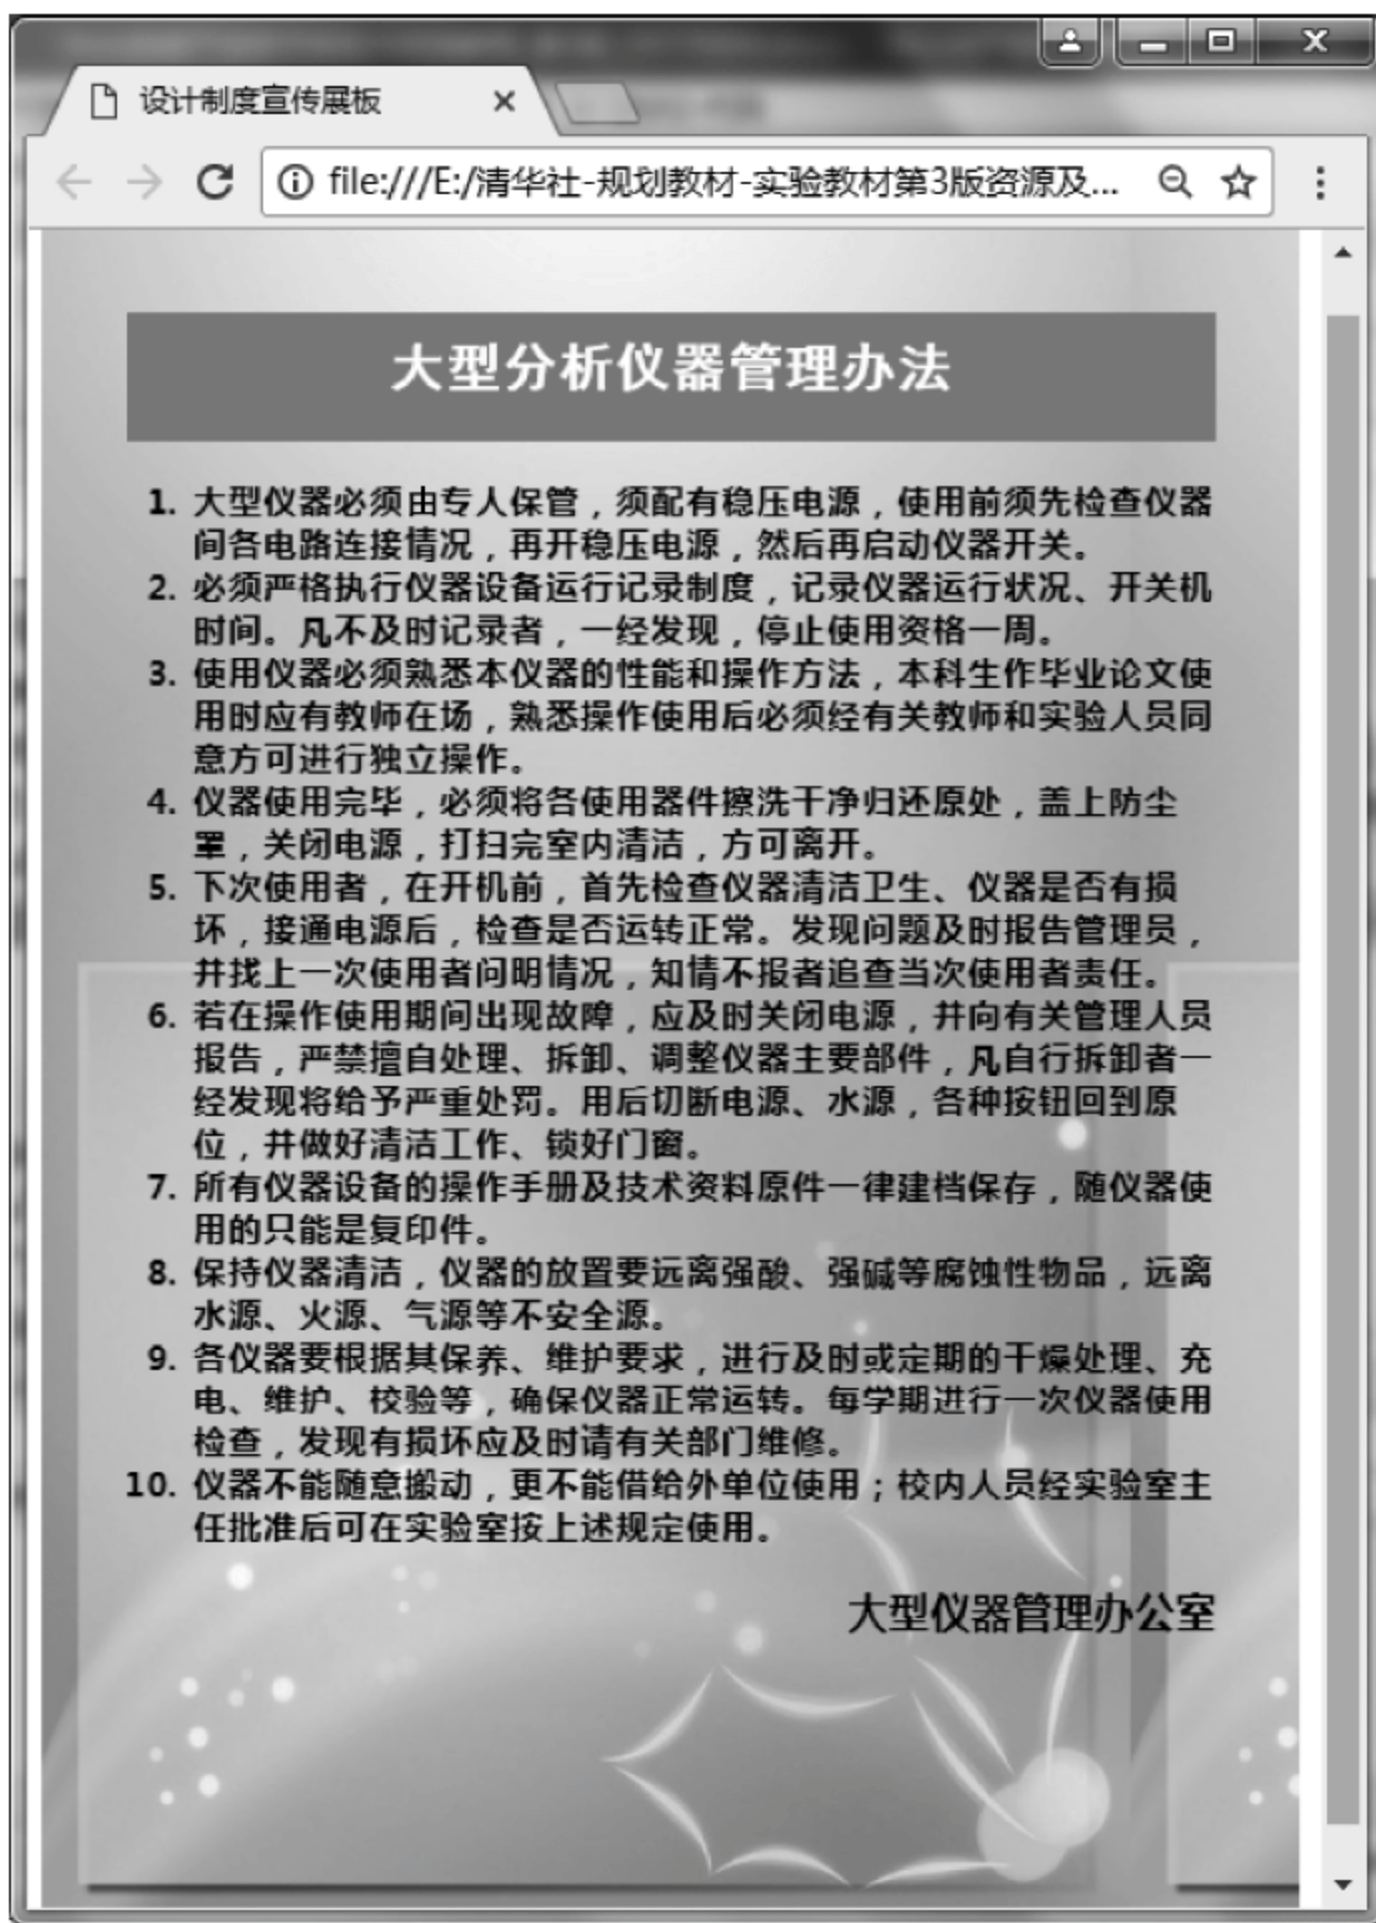 设计制度宣传展板
file:///E:/清华社-规划教材-实验教材第3版资源及...
大型分析仪器管理办法
1. 大型仪器必须由专人保管，须配有稳压电源，使用前须先检查仪器
间各电路连接情况，再开稳压电源，然后再启动仪器开关。
2. 必须严格执行仪器设备运行记录制度，记录仪器运行状况、开关机
时间。凡不及时记录者，一经发现，停止使用资格一周。
3. 使用仪器必须熟悉本仪器的性能和操作方法，本科生作毕业论文使
用时应有教师在场，熟悉操作使用后必须经有关教师和实验人员同
意方可进行独立操作。
4. 仪器使用完毕，必须将各使用器件擦洗干净归还原处，盖上防尘
罩，关闭电源，打扫完室内清洁，方可离开。
5. 下次使用者，在开机前，首先检查仪器清洁卫生、仪器是否有损
坏，接通电源后，检查是否运转正常。发现问题及时报告管理员，
并找上一次使用者问明情况，知情不报者追查当次使用者责任。
6. 若在操作使用期间出现故障，应及时关闭电源，并向有关管理人员
报告，严禁擅自处理、拆卸、调整仪器主要部件，凡自行拆卸者一
经发现将给予严重处罚。用后切断电源、水源，各种按钮回到原
位，并做好清洁工作、锁好门窗。
7. 所有仪器设备的操作手册及技术资料原件一律建档保存，随仪器使
用的只能是复印件。
8. 保持仪器清洁，仪器的放置要远离强酸、强碱等腐蚀性物品，远离
水源、火源、气源等不安全源。
9. 各仪器要根据其保养、维护要求，进行及时或定期的干燥处理、充
电、维护、校验等，确保仪器正常运转。每学期进行一次仪器使用
检查，发现有损坏应及时请有关部门维修。
10. 仪器不能随意搬动，更不能借给外单位使用；校内人员经实验室主
任批准后可在实验室按上述规定使用。
大型仪器管理办公室